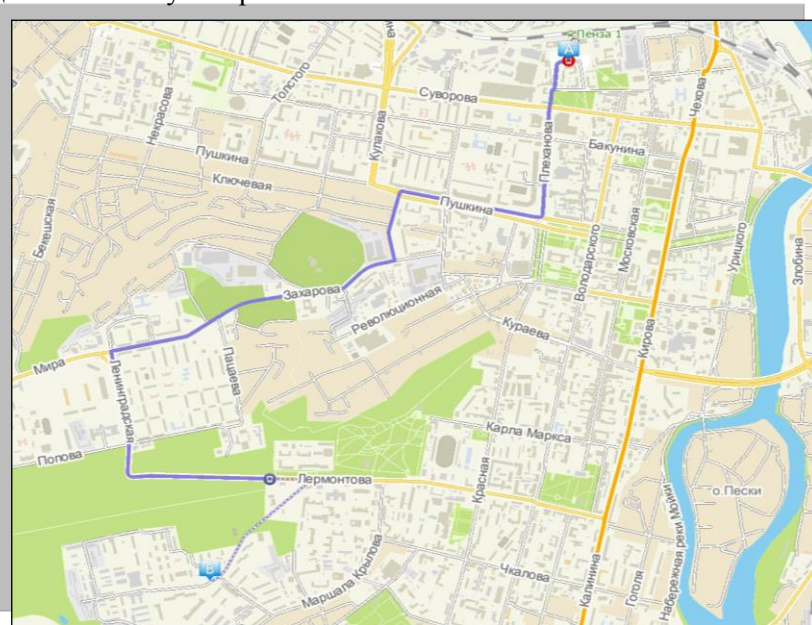 Пенза 1
А
Чехова
Толстого
Суворова
Некрасова
Кулакова
Плеханова
Бакунина
Пушкина
Ключевая
Пушкина
Бекешская
Московская
Володарского
Урицкого
Злобина
Захарова
Революционная
Кураева
Кирова
Мира
Пацаева
Ленинградская
Карла Маркса
Попова
Красная
Лермонтова
о.Пески
Набережная реки Мойки
В
Маршала Крылова
Чкалова
Калинина
Гоголя